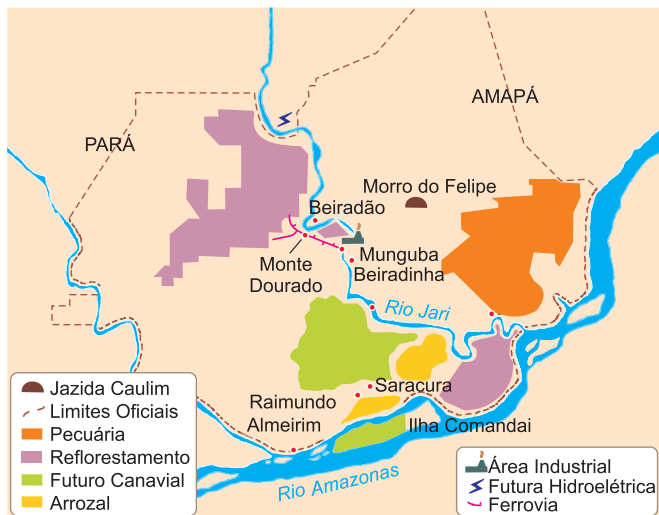 AMAPÁ
PARÁ
Morro do Felipe
Beiradão
Munguba
Beiradinha
Monte
Dourado
Rio Jari
Saracura
Raimundo
Almeirim
Ilha Comandai
Rio Amazonas
Jazida Caulim
Limites Oficiais
Pecuária
Reflorestamento
Futuro Canavial
Arrozal
Área Industrial
Futura Hidroelétrica
Ferrovia